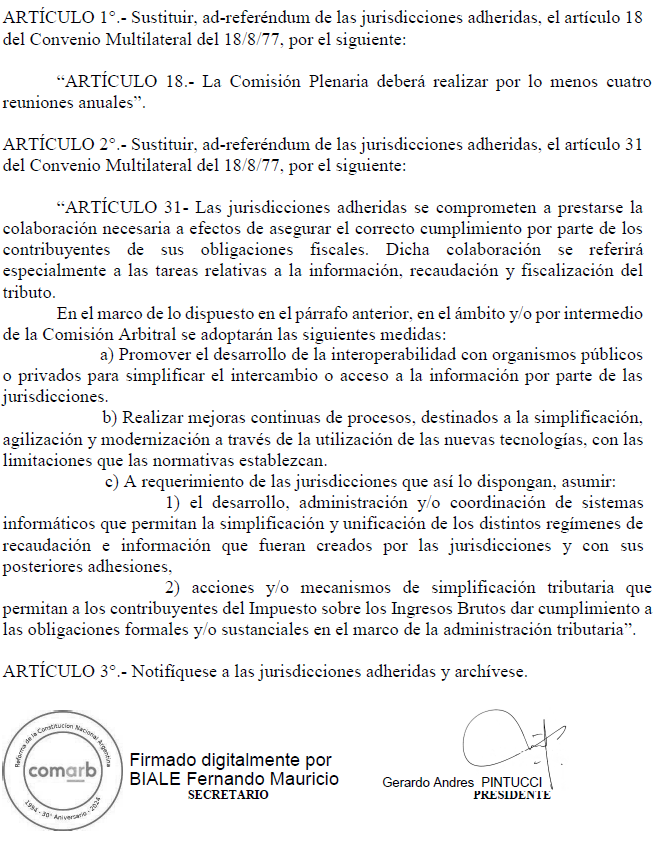 ARTÍCULO 1°.- Sustituir, ad-referéndum de las jurisdicciones adheridas, el artículo 18
del Convenio Multilateral del 18/8/77, por el siguiente:
“ARTÍCULO 18.- La Comisión Plenaria deberá realizar por lo menos cuatro
reuniones anuales”.
ARTÍCULO 2°.- Sustituir, ad-referéndum de las jurisdicciones adheridas, el artículo 31
del Convenio Multilateral del 18/8/77, por el siguiente:
“ARTÍCULO 31- Las jurisdicciones adheridas se comprometen a prestarse la
colaboración necesaria a efectos de asegurar el correcto cumplimiento por parte de los
contribuyentes de sus obligaciones fiscales. Dicha colaboración se referirá
especialmente a las tareas relativas a la información, recaudación y fiscalización del
tributo.
En el marco de lo dispuesto en el párrafo anterior, en el ámbito y/o por intermedio
de la Comisión Arbitral se adoptarán las siguientes medidas:
a) Promover el desarrollo de la interoperabilidad con organismos públicos
o privados para simplificar el intercambio o acceso a la información por parte de las
jurisdicciones.
b) Realizar mejoras continuas de procesos, destinados a la simplificación,
agilización y modernización a través de la utilización de las nuevas tecnologías, con las
limitaciones que las normativas establezcan.
c) A requerimiento de las jurisdicciones que así lo dispongan, asumir:
1) el desarrollo, administración y/o coordinación de sistemas
informáticos que permitan la simplificación y unificación de los distintos regímenes de
recaudación e información que fueran creados por las jurisdicciones y con sus
posteriores adhesiones,
2) acciones y/o mecanismos de simplificación tributaria que
permitan a los contribuyentes del Impuesto sobre los Ingresos Brutos dar cumplimiento a
las obligaciones formales y/o sustanciales en el marco de la administración tributaria”.
ARTÍCULO 3°.- Notifíquese a las jurisdicciones adheridas y archívese.
Reforma de la Constitucion Nacional Argentina
comarb
1994 - 30° Aniversario - 2024
Firmado digitalmente por
BIALE Fernando Mauricio
SECRETARIO
Gerardo Andres PINTUCCI
PRESIDENTE